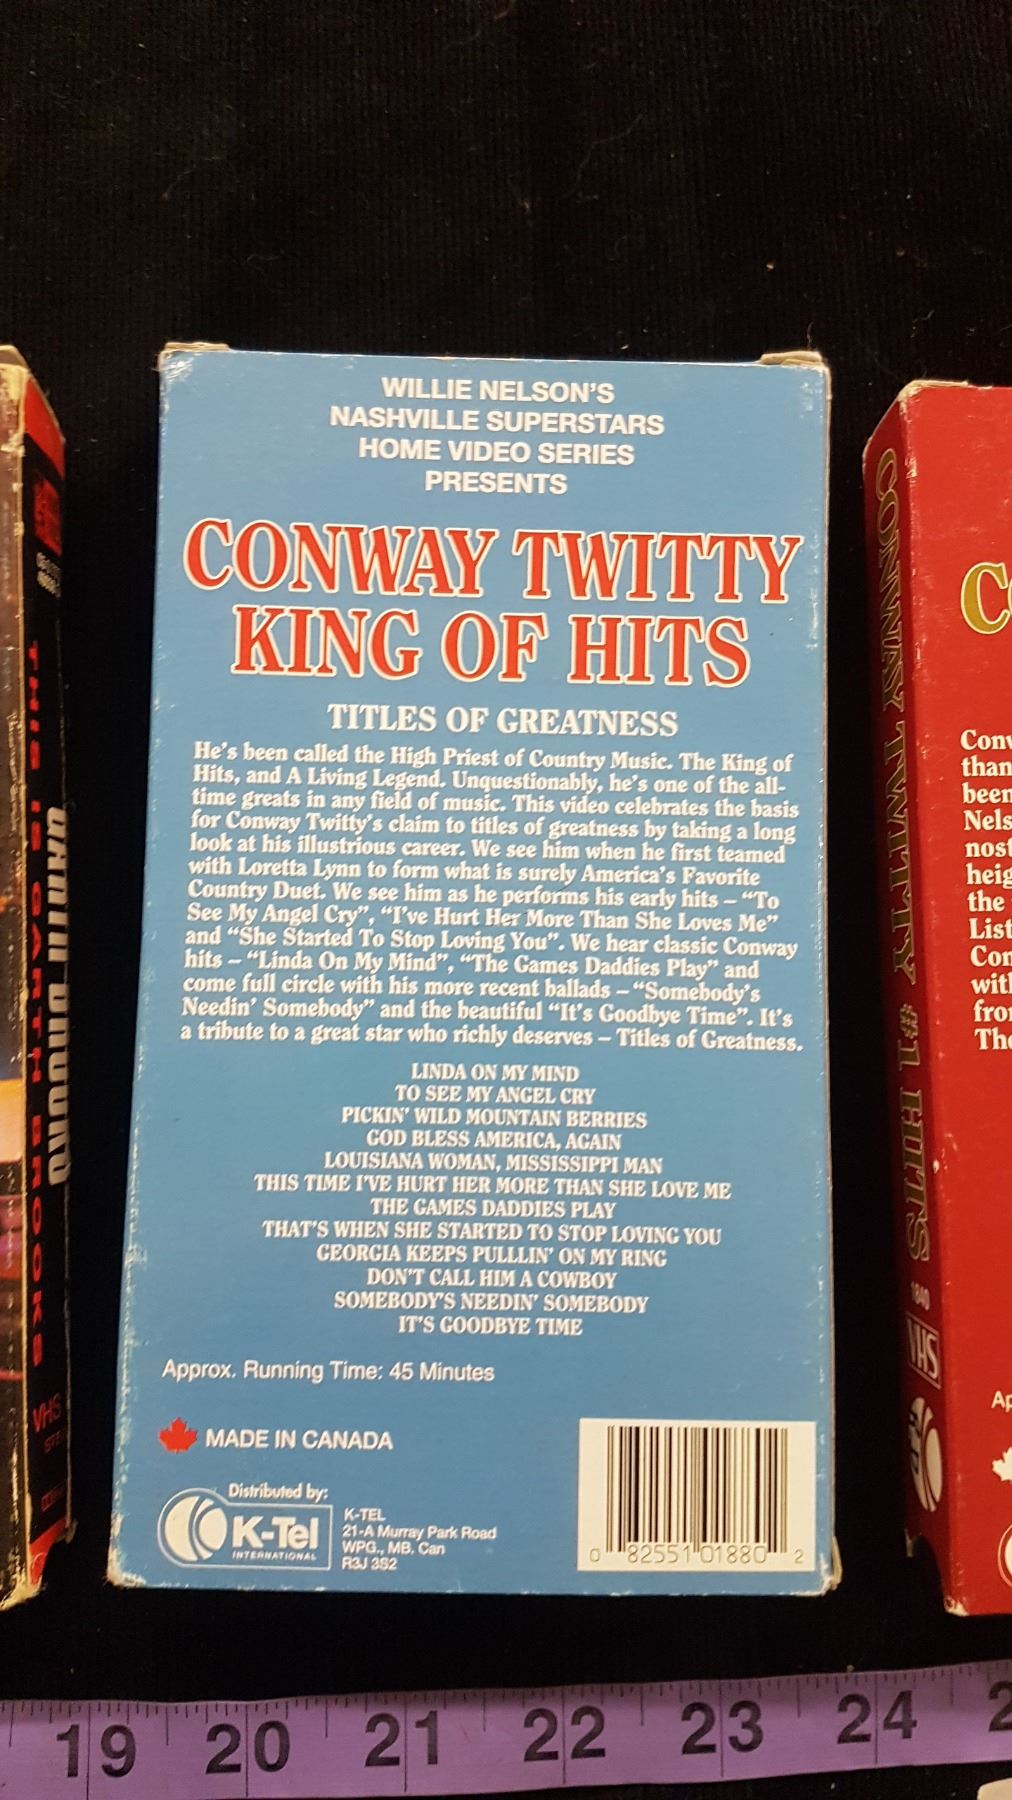 WILLIE NELSON'S
NASHVILLE SUPERSTARS
HOME VIDEO SERIES
PRESENTS
CONWAY TWITTY
KING OF HITS
TITLES OF GREATNESS
He's been called the High Priest of Country Music. The King of
Hits, and A Living Legend. Unquestionably, he's one of the all-
time greats in any field of music. This video celebrates the basis
for Conway Twitty's claim to titles of greatness by taking a long
look at his illustrious career. We see him when he first teamed
with Loretta Lynn to form what is surely America's Favorite
Country Duet. We see him as he performs his early hits – "To
See My Angel Cry", "I've Hurt Her More Than She Loves Me"
and "She Started To Stop Loving You". We hear classic Conway
hits – "Linda On My Mind", "The Games Daddies Play" and
come full circle with his more recent ballads – "Somebody's
Needin' Somebody" and the beautiful "It's Goodbye Time". It's
a tribute to a great star who richly deserves – Titles of Greatness.
LINDA ON MY MIND
TO SEE MY ANGEL CRY
PICKIN' WILD MOUNTAIN BERRIES
GOD BLESS AMERICA, AGAIN
LOUISIANA WOMAN, MISSISSIPPI MAN
THIS TIME I'VE HURT HER MORE THAN SHE LOVE ME
THE GAMES DADDIES PLAY
THAT'S WHEN SHE STARTED TO STOP LOVING YOU
GEORGIA KEEPS PULLLIN' ON MY RING
DON'T CALL HIM A COWBOY
SOMEBODY'S NEEDIN' SOMEBODY
IT'S GOODBYE TIME
Approx. Running Time: 45 Minutes
MADE IN CANADA
Distributed by:
K-Tel
INTERNATIONAL
K-TEL
21-A Murray Park Road
WPG., MB. Can
R3J 3S2
0 82551 01880 2
THIS IS GARTH BROOKS
GARTH BROOKS
VHS
CONWAY TWITTY #1 HITS
1840
VHS
than
been
the
19 20 21 22 23 24